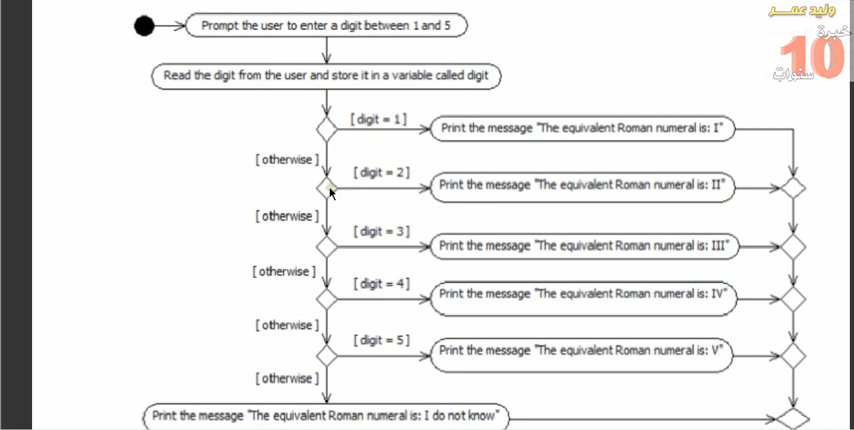 وليد عمر
خبرة
10
سنوات
Prompt the user to enter a digit between 1 and 5
Read the digit from the user and store it in a variable called digit
[ digit = 1 ]
Print the message "The equivalent Roman numeral is: I"
[ otherwise ]
[ digit = 2 ]
Print the message "The equivalent Roman numeral is: II"
[ otherwise ]
[ digit = 3 ]
Print the message "The equivalent Roman numeral is: III"
[ otherwise ]
[ digit = 4 ]
Print the message "The equivalent Roman numeral is: IV"
[ otherwise ]
[ digit = 5 ]
Print the message "The equivalent Roman numeral is: V"
[ otherwise ]
Print the message "The equivalent Roman numeral is: I do not know"